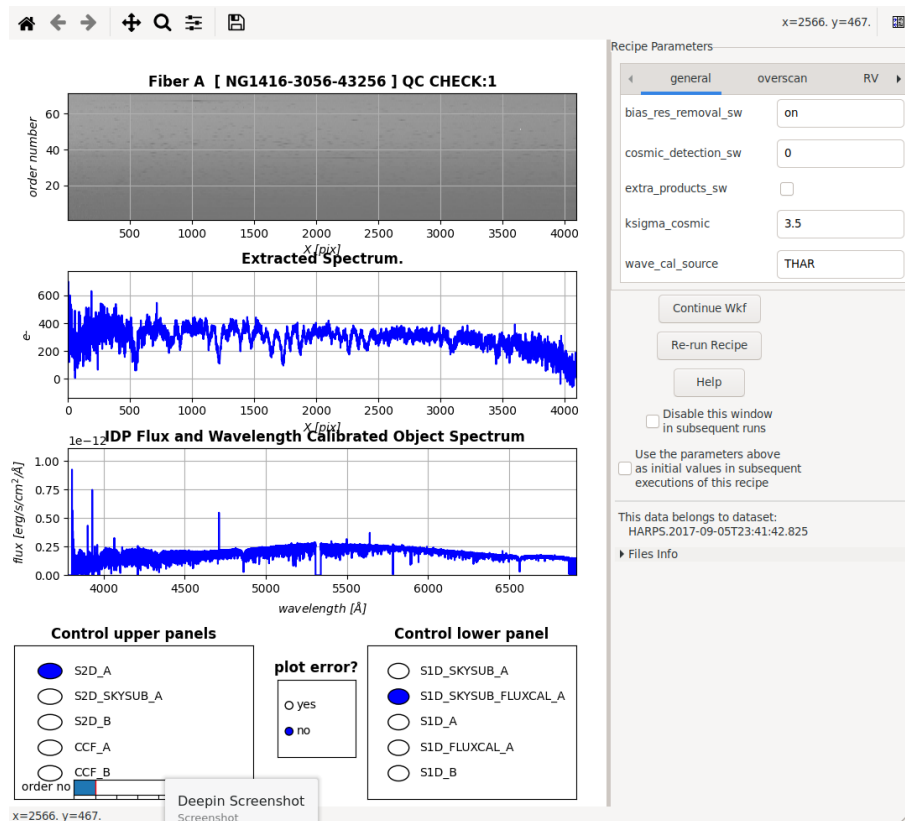 x=2566. y=467.
Recipe Parameters
general overscan RV
bias_res_removal_sw on
cosmic_detection_sw 0
extra_products_sw
ksigma_cosmic 3.5
wave_cal_source THAR
Continue Wkf
Re-run Recipe
Help
Disable this window
in subsequent runs
Use the parameters above
as initial values in subsequent
executions of this recipe
This data belongs to dataset:
HARPS.2017-09-05T23:41:42.825
Files Info
Fiber A [ NG1416-3056-43256 ] QC CHECK:1
order number
60
40
20
500 1000 1500 2000 2500 3000 3500 4000
X [pix]
Extracted Spectrum.
e-
600
400
200
0
0 500 1000 1500 2000 2500 3000 3500 4000
X [pix]
1e−12
IDP Flux and Wavelength Calibrated Object Spectrum
flux [erg/s/cm²/Å]
1.00
0.75
0.50
0.25
0.00
4000 4500 5000 5500 6000 6500
wavelength [Å]
Control upper panels
S2D_A
S2D_SKYSUB_A
S2D_B
CCF_A
CCF_B
order no
plot error?
yes
no
Control lower panel
S1D_SKYSUB_A
S1D_SKYSUB_FLUXCAL_A
S1D_A
S1D_FLUXCAL_A
S1D_B
Deepin Screenshot
Screenshot
x=2566. y=467.